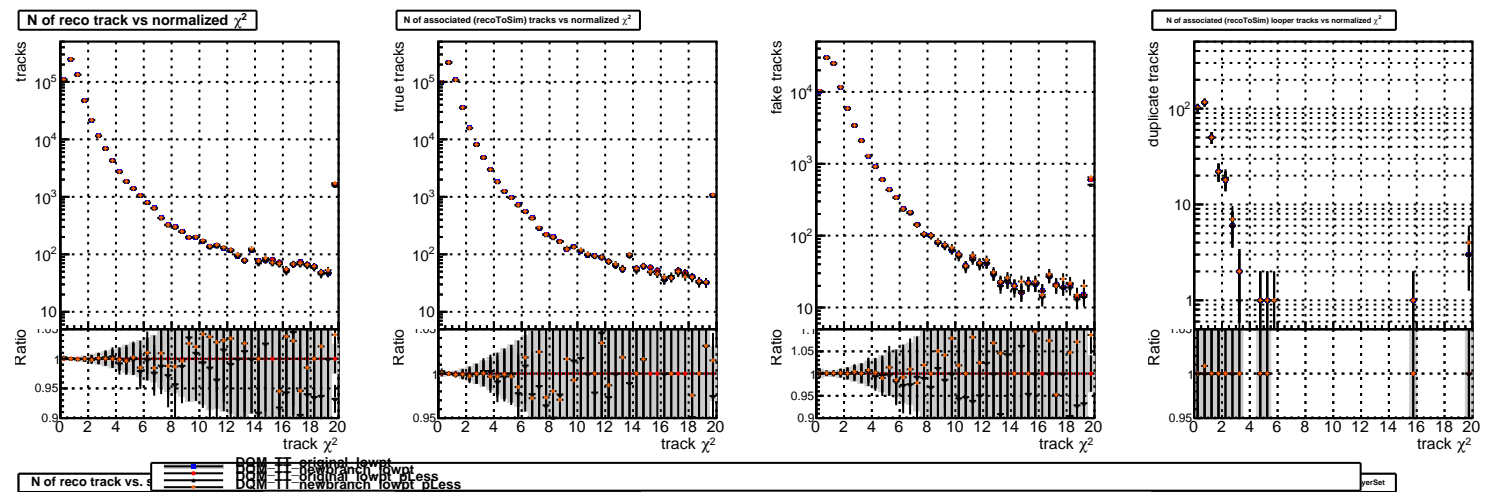 N of reco track vs normalized χ²
N of associated (recoToSim) tracks vs normalized χ²
N of associated (recoToSim) looper tracks vs normalized χ²
tracks
10⁵
10⁴
10³
10²
10
Ratio
1
0.95
0.9
0 2 4 6 8 10 12 14 16 18 20
track χ²
true tracks
10⁵
10⁴
10³
10²
10
Ratio
1
0.95
0 2 4 6 8 10 12 14 16 18 20
track χ²
fake tracks
10⁴
10³
10²
10
Ratio
1.05
1
0.95
0.9
0 2 4 6 8 10 12 14 16 18 20
track χ²
duplicate tracks
10²
10
1
Ratio
1
0.95
0 2 4 6 8 10 12 14 16 18 20
track χ²
N of reco track vs.
DQM_TT_original_lowpt
DQM_TT_newbranch_lowpt
DQM_TT_original_lowpt_pLess
DQM_TT_newbranch_lowpt_pLess
yerSet